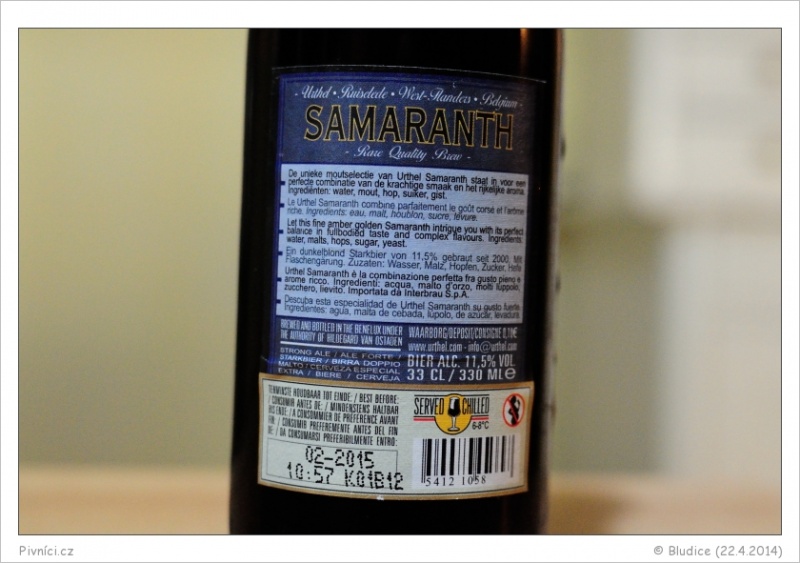 - Urthel • Ruiselede • West-Flanders • Belgium -
SAMARANTH
- Rare Quality Brew -
De unieke moutselectie van Urthel Samaranth staat in voor een
perfecte combinatie van de krachtige smaak en het rijkelijke aroma.
Ingrediënten: water, mout, hop, suiker, gist.
Le Urthel Samaranth combine parfaitement le goût corsé et l'arôme
riche. Ingredients: eau, malt, houblon, sucre, levure.
Let this fine amber golden Samaranth intrigue you with its perfect
balance in fullbodied taste and complex flavours. Ingredients:
water, malts, hops, sugar, yeast.
Ein dunkelblond Starkbier von 11,5% gebraut seit 2000. Mit
Flaschengärung. Zutaten: Wasser, Malz, Hopfen, Zucker, Hefe
Urthel Samaranth è la combinazione perfetta fra gusto pieno e
arome ricco. Ingredienti: acqua, malto d'orzo, molti luppolo,
zucchero, lievito. Importata da Interbrau S.p.A.
Descuba esta especialidad de Urthel Samaranth su gusto fuerte.
Ingredientes: agua, malta de cebada, lúpolo, de azúcar, levadura.
BREWED AND BOTTLED IN THE BENELUX UNDER
THE AUTHORITY OF HILDEGARD VAN OSTADEN
WAARBORG/DEPOSIT/CONSIGNE 0,10€
www.urthel.com - info@urthel.com
STRONG ALE / ALE FORTE /
STARKBIER / BIRRA DOPPIO
MALTO / CERVEZA ESPECIAL
EXTRA / BIERE / CERVEJA
BIER ALC. 11,5% VOL.
33 CL / 330 ML e
TENMINSTE HOUDBAAR TOT EINDE: / BEST BEFORE:
/ CONSUMIR ANTES DE: / MINDENSTENS HALTBAR
BIS ENDE: / A CONSOMMER DE PREFERENCE AVANT
FIN: / CONSUMIR PREFEREMENTE ANTES DEL FIN
DE: / DA CONSUMARSI PREFERIBILMENTE ENTRO:
02-2015
10:57 K01B12
SERVED CHILLED
6-8°C
5412 1058
Pivníci.cz
© Bludice (22.4.2014)